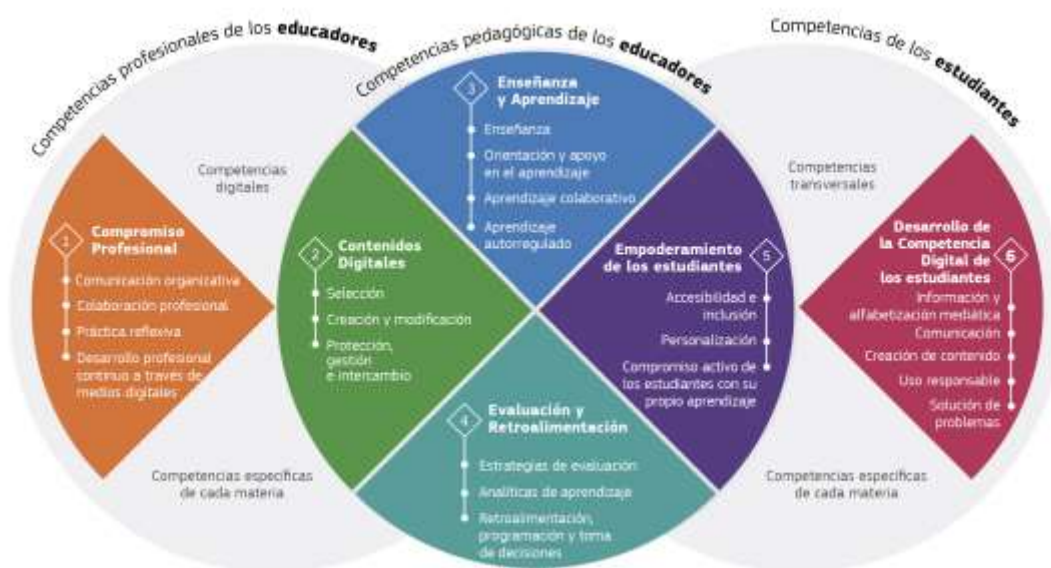 Competencias profesionales de los educadores
Competencias pedagógicas de los educadores
Competencias de los estudiantes
Competencias
digitales
1
Compromiso
Profesional
Comunicación organizativa
Colaboración profesional
Práctica reflexiva
Desarrollo profesional
continuo a través de
medios digitales
Competencias específicas
de cada materia
2
Contenidos
Digitales
Selección
Creación y modificación
Protección,
gestión
e intercambio
3
Enseñanza
y Aprendizaje
Enseñanza
Orientación y apoyo
en el aprendizaje
Aprendizaje colaborativo
Aprendizaje
autorregulado
4
Evaluación y
Retroalimentación
Estrategias de evaluación
Analíticas de aprendizaje
Retroalimentación,
programación y toma
de decisiones
Empoderamiento
de los estudiantes
5
Accesibilidad e
inclusión
Personalización
Compromiso activo de
los estudiantes con su
propio aprendizaje
Competencias
transversales
Desarrollo de
la Competencia
Digital de
los estudiantes
6
Información y
alfabetización mediática
Comunicación
Creación de contenido
Uso responsable
Solución de
problemas
Competencias específicas
de cada materia